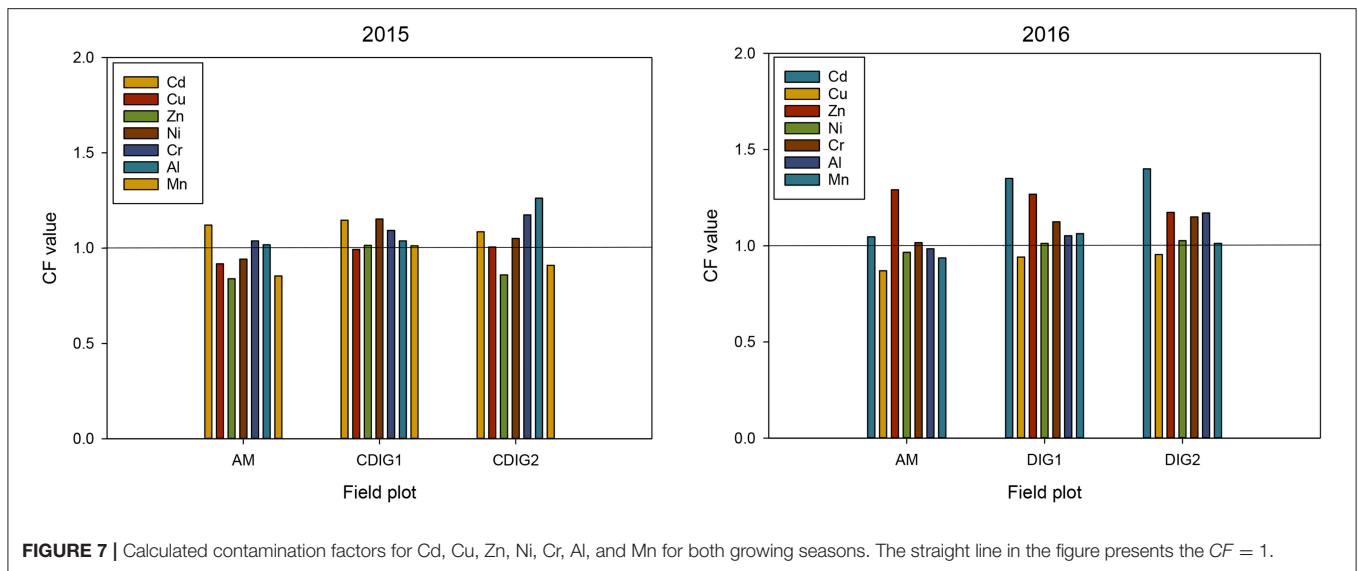 2015
2.0
1.5
1.0
0.5
0.0
CF value
Cd
Cu
Zn
Ni
Cr
Al
Mn
AM
CDIG1
CDIG2
Field plot
2016
2.0
1.5
1.0
0.5
0.0
CF value
Cd
Cu
Zn
Ni
Cr
Al
Mn
AM
DIG1
DIG2
Field plot
FIGURE 7 | Calculated contamination factors for Cd, Cu, Zn, Ni, Cr, Al, and Mn for both growing seasons. The straight line in the figure presents the CF = 1.